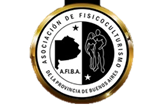 ASOCIACIÓN DE FISICOCULTURISMO
DE LA PROVINCIA DE BUENOS AIRES
A.F.B.A.